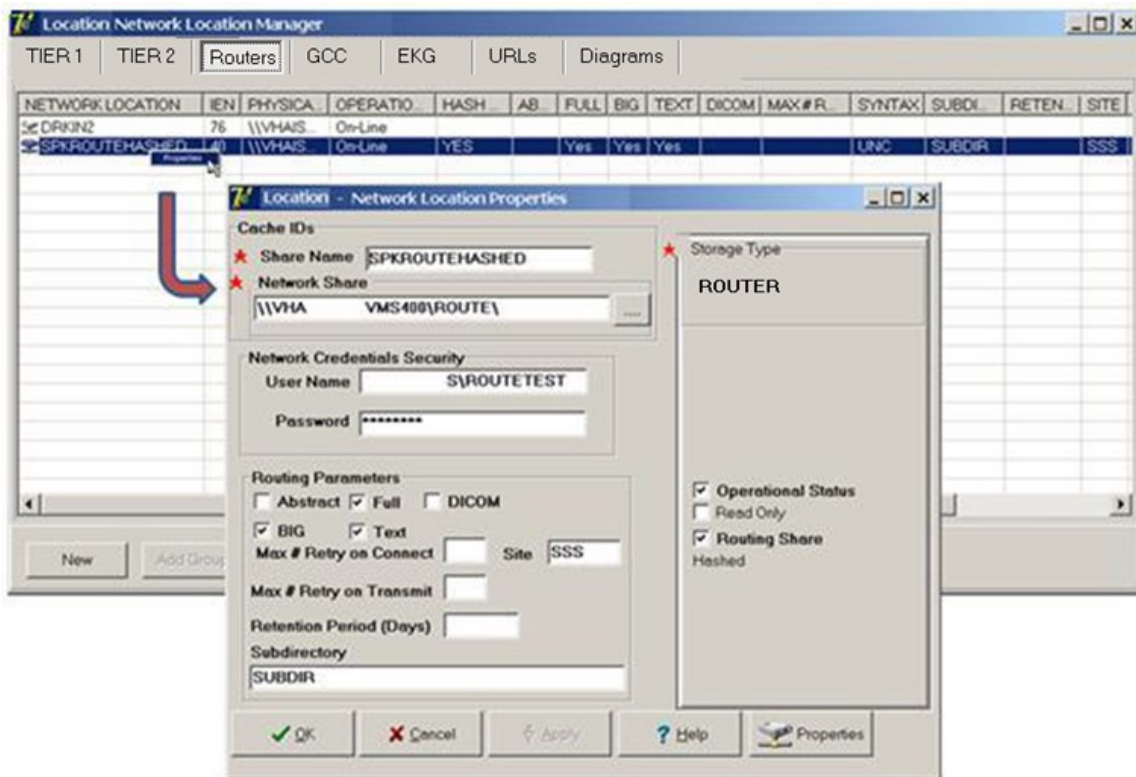 Location Network Location Manager
TIER 1 TIER 2 Routers GCC EKG URLs Diagrams
NETWORK LOCATION IEN PHYSICA... OPERATIO... HASH ... AB... FULL BIG TEXT DICOM MAX # R... SYNTAX SUBDI... RETEN... SITE
DRKIN2 76 \\VHAIS... On-Line
SPKROUTEHASHED 40 \\VHAIS... On-Line YES Yes Yes Yes UNC SUBDIR SSS
Properties
Location - Network Location Properties
Cache IDs
Share Name SPKROUTEHASHED
Network Share
\\VHA VMS400\ROUTE\ ....
Storage Type
ROUTER
Network Credentials Security
User Name S\ROUTETEST
Password ********
Routing Parameters
Abstract Full DICOM
BIG Text
Max # Retry on Connect Site SSS
Max # Retry on Transmit
Retention Period (Days)
Subdirectory
SUBDIR
Operational Status
Read Only
Routing Share
Hashed
New Add Group
OK Cancel Apply Help Properties